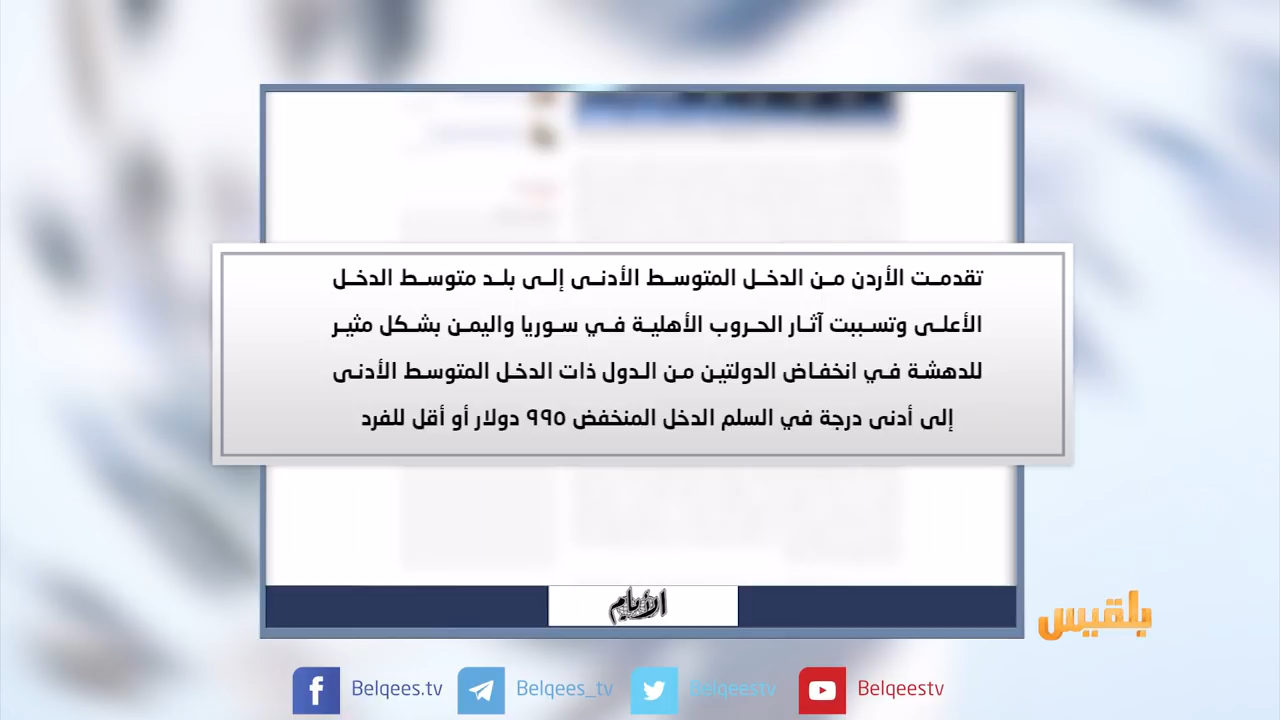 تقدمت الأردن من الدخل المتوسط الأدنى إلى بلد متوسط الدخل
الأعلى وتسببت آثار الحروب الأهلية في سوريا واليمن بشكل مثير
للدهشة في انخفاض الدولتين من الدول ذات الدخل المتوسط الأدنى
إلى أدنى درجة في السلم الدخل المنخفض ٩٩٥ دولار أو أقل للفرد
الأيام
بلقيس
Belqees.tv Belqees_tv Belqeestv Belqeestv